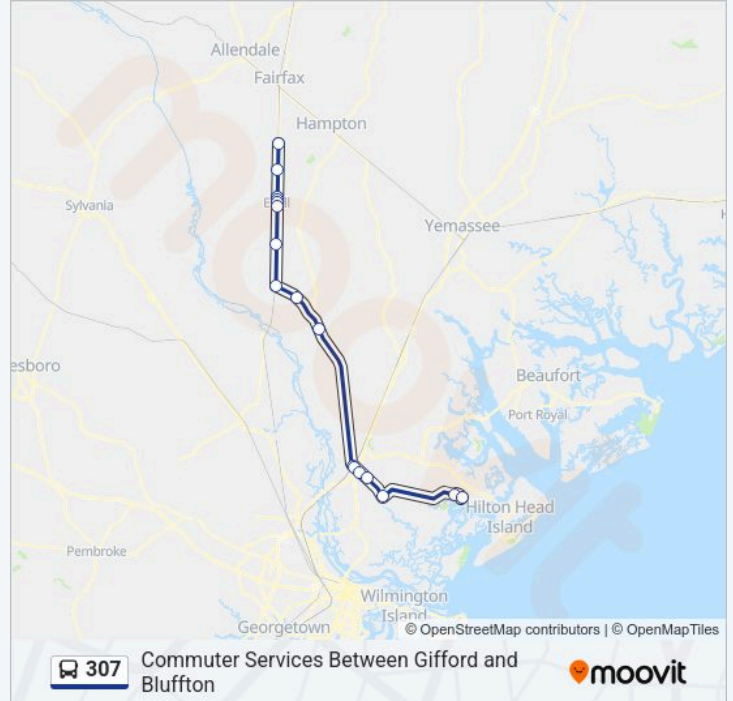 Allendale
Fairfax
Hampton
Sylvania
Yemassee
esboro
Beaufort
Port Royal
Hilton Head
Island
Pembroke
Wilmington
Island
Georgetown
© OpenStreetMap contributors | © OpenMapTiles
307
Commuter Services Between Gifford and
Bluffton
moovit
moovit